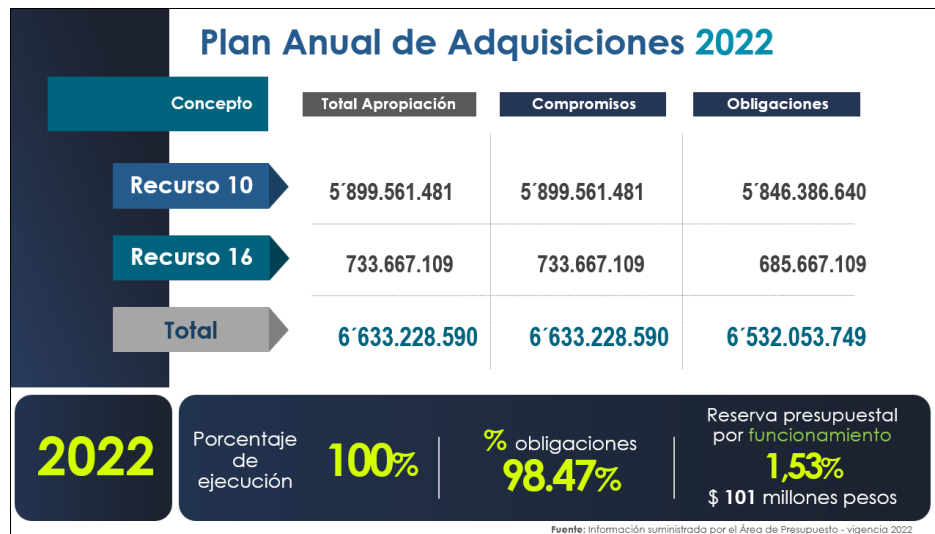 Plan Anual de Adquisiciones 2022
Concepto Total Apropiación Compromisos Obligaciones
Recurso 10 5´899.561.481 5´899.561.481 5´846.386.640
Recurso 16 733.667.109 733.667.109 685.667.109
Total 6´633.228.590 6´633.228.590 6´532.053.749
2022
Porcentaje
de
ejecución
100%
% obligaciones
98.47%
Reserva presupuestal
por funcionamiento
1,53%
$ 101 millones pesos
Fuente: Información suministrada por el Área de Presupuesto - vigencia 2022